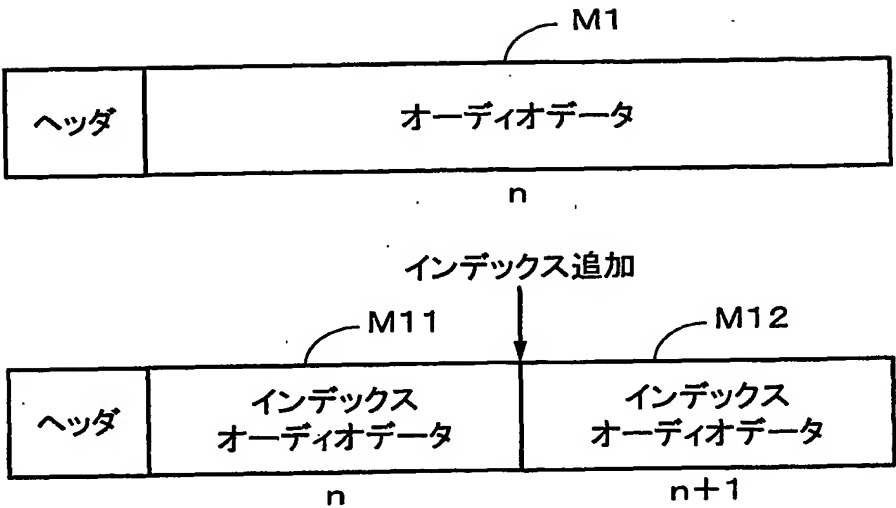 M1
ヘッダ
オーディオデータ
n
インデックス追加
M11
M12
ヘッダ
インデックス
オーディオデータ
インデックス
オーディオデータ
n
n+1